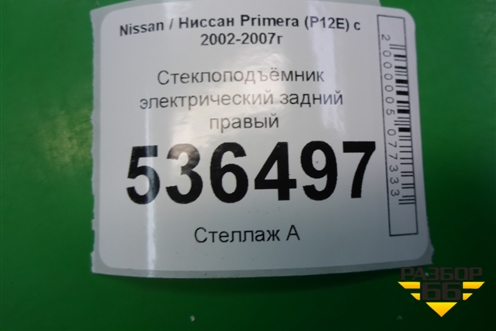 Nissan / Ниссан Primera (P12E) с
2002-2007г
Стеклоподъёмник
электрический задний
правый
536497
Стеллаж А
2000005077333
РАЗБОР
66